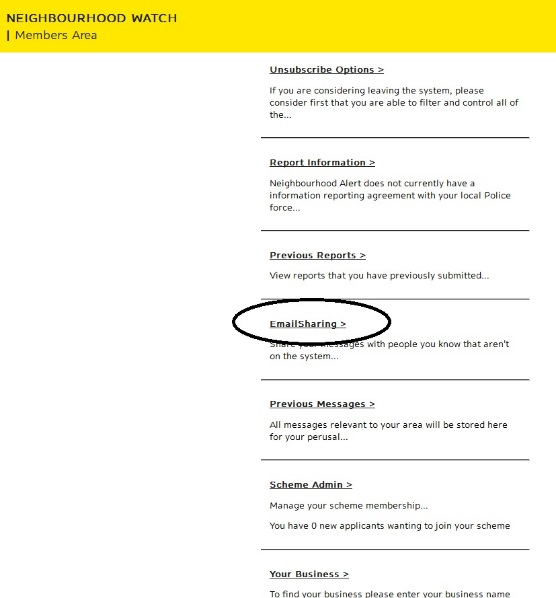 NEIGHBOURHOOD WATCH
| Members Area
Unsubscribe Options >
If you are considering leaving the system, please
consider first that you are able to filter and control all of
the...
Report Information >
Neighbourhood Alert does not currently have a
information reporting agreement with your local Police
force...
Previous Reports >
View reports that you have previously submitted...
EmailSharing >
Share your messages with people you know that aren't
on the system...
Previous Messages >
All messages relevant to your area will be stored here
for your perusal...
Scheme Admin >
Manage your scheme membership...
You have 0 new applicants wanting to join your scheme
Your Business >
To find your business please enter your business name